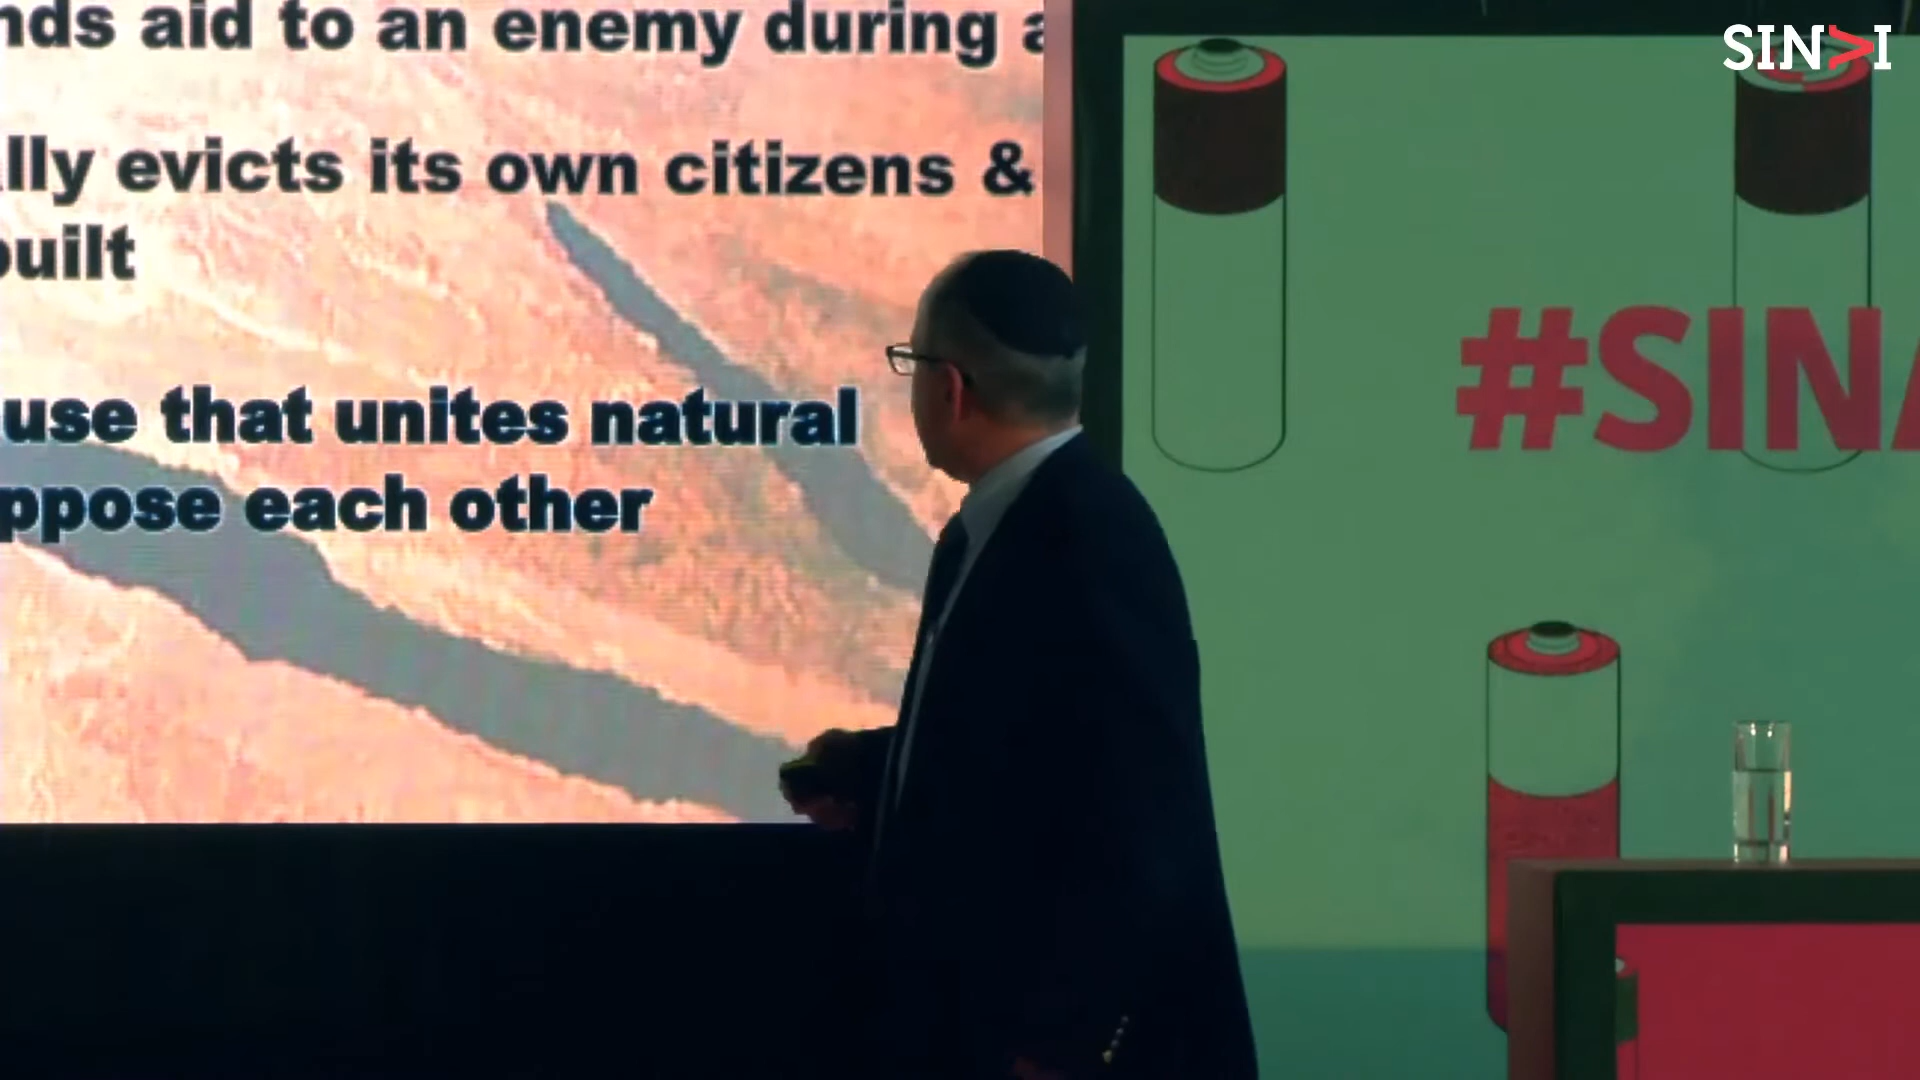 nds aid to an enemy during a
lly evicts its own citizens &
built
use that unites natural
ppose each other
SINAI
#SINA